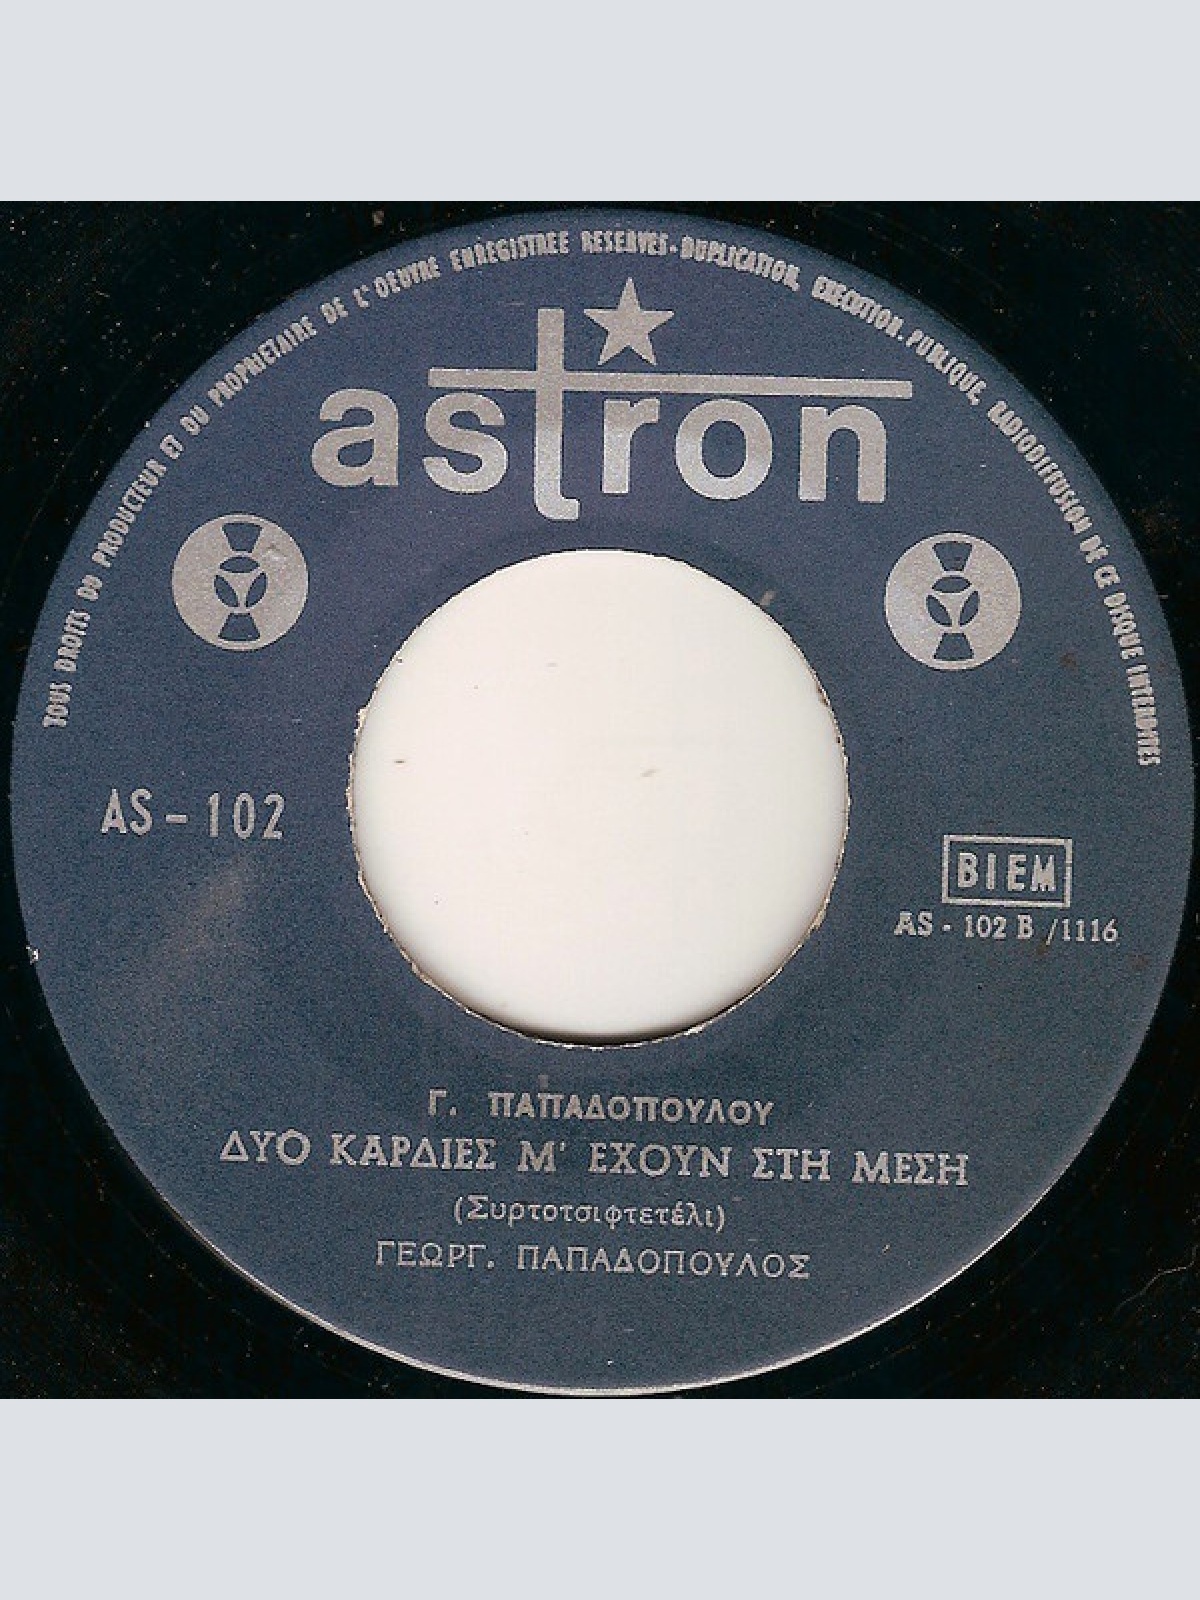 TOUS DROITS DU PRODUCTEUR ET DU PROPRIETAIRE DE L'OEUVRE ENREGISTREE RESERVES-DUPLICATION, EXECUTION-PUBLIQUE, RADIODIFFUSION DE CE DISQUE INTERDITES
astron
AS-102
BIEM
AS - 102 B /1116
Γ. ΠΑΠΑΔΟΠΟΥΛΟΥ
ΔΥΟ ΚΑΡΔΙΕΣ Μ' ΕΧΟΥΝ ΣΤΗ ΜΕΣΗ
(Συρτοτσιφτετέλι)
ΓΕΩΡΓ. ΠΑΠΑΔΟΠΟΥΛΟΣ